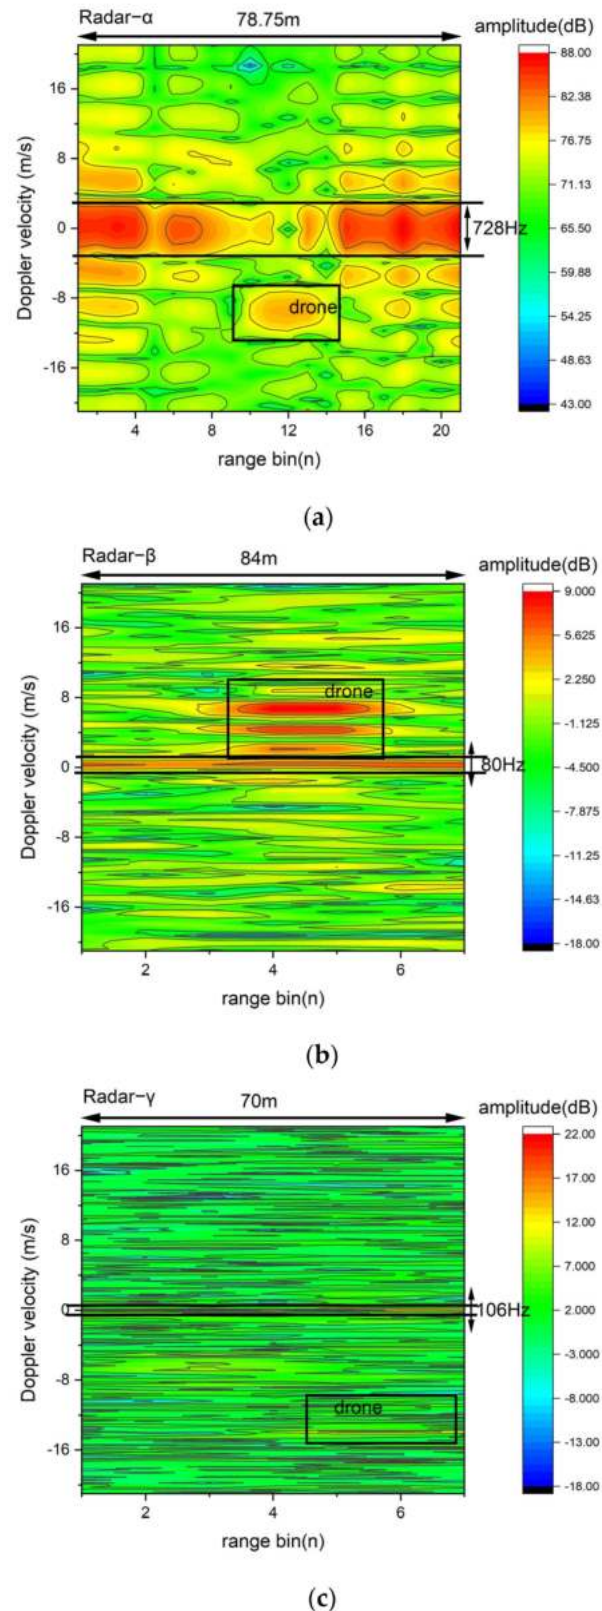 Radar−α 78.75m amplitude(dB)
88.00
16
82.38
76.75
8
71.13
Doppler velocity (m/s)
0
728Hz
65.50
59.88
-8
drone
54.25
-16
48.63
43.00
4 8 12 16 20
range bin(n)
(a)
Radar−β 84m amplitude(dB)
9.000
16
5.625
2.250
8
drone
-1.125
Doppler velocity (m/s)
0
80Hz
-4.500
-7.875
-8
-11.25
-16
-14.63
-18.00
2 4 6
range bin(n)
(b)
Radar−γ 70m amplitude(dB)
22.00
16
17.00
12.00
8
7.000
Doppler velocity (m/s)
0
106Hz
2.000
-3.000
-8
-8.000
drone
-13.00
-16
-18.00
2 4 6
range bin(n)
(c)